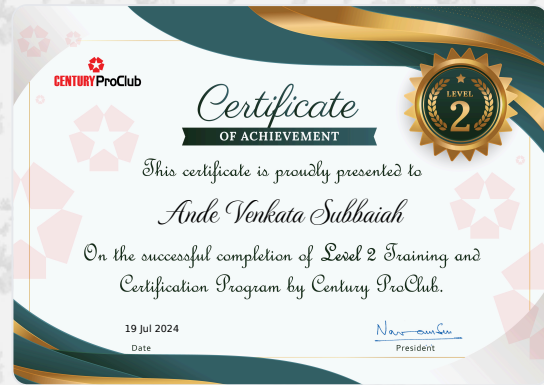 CENTURY ProClub
LEVEL
2
Certificate
OF ACHIEVEMENT
This certificate is proudly presented to
Ande Venkata Subbaiah
On the successful completion of Level 2 Training and
Certification Program by Century ProClub.
19 Jul 2024
Date
President